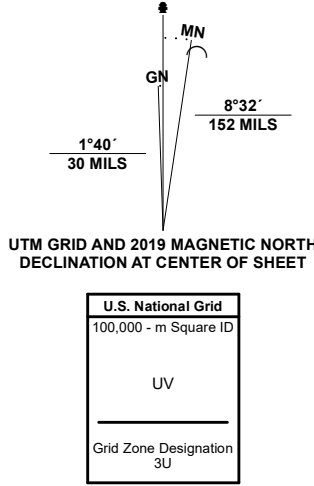 MN
GN
8°32´
152 MILS
1°40´
30 MILS
UTM GRID AND 2019 MAGNETIC NORTH
DECLINATION AT CENTER OF SHEET
U.S. National Grid
100,000 - m Square ID
UV
Grid Zone Designation
3U